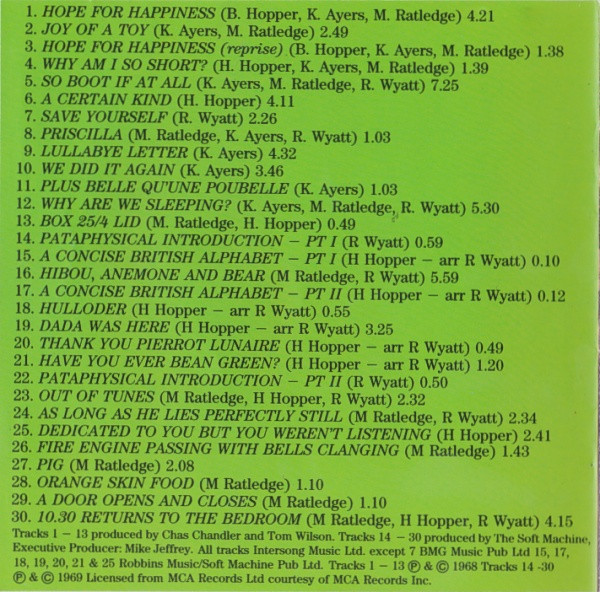 1. HOPE FOR HAPPINESS (B. Hopper, K. Ayers, M. Ratledge) 4.21
2. JOY OF A TOY (K. Ayers, M. Ratledge) 2.49
3. HOPE FOR HAPPINESS (reprise) (B. Hopper, K. Ayers, M. Ratledge) 1.38
4. WHY AM I SO SHORT? (H. Hopper, K. Ayers, M. Ratledge) 1.39
5. SO BOOT IF AT ALL (K. Ayers, M. Ratledge, R. Wyatt) 7.25
6. A CERTAIN KIND (H. Hopper) 4.11
7. SAVE YOURSELF (R. Wyatt) 2.26
8. PRISCILLA (M. Ratledge, K. Ayers, R. Wyatt) 1.03
9. LULLABYE LETTER (K. Ayers) 4.32
10. WE DID IT AGAIN (K. Ayers) 3.46
11. PLUS BELLE QU'UNE POUBELLE (K. Ayers) 1.03
12. WHY ARE WE SLEEPING? (K. Ayers, M. Ratledge, R. Wyatt) 5.30
13. BOX 25/4 LID (M. Ratledge, H. Hopper) 0.49
14. PATAPHYSICAL INTRODUCTION – PT I (R Wyatt) 0.59
15. A CONCISE BRITISH ALPHABET – PT I (H Hopper – arr R Wyatt) 0.10
16. HIBOU, ANEMONE AND BEAR (M Ratledge, R Wyatt) 5.59
17. A CONCISE BRITISH ALPHABET – PT II (H Hopper – arr R Wyatt) 0.12
18. HULLODER (H Hopper – arr R Wyatt) 0.55
19. DADA WAS HERE (H Hopper – arr R Wyatt) 3.25
20. THANK YOU PIERROT LUNAIRE (H Hopper – arr R Wyatt) 0.49
21. HAVE YOU EVER BEAN GREEN? (H Hopper – arr R Wyatt) 1.20
22. PATAPHYSICAL INTRODUCTION – PT II (R Wyatt) 0.50
23. OUT OF TUNES (M Ratledge, H Hopper, R Wyatt) 2.32
24. AS LONG AS HE LIES PERFECTLY STILL (M Ratledge, R Wyatt) 2.34
25. DEDICATED TO YOU BUT YOU WEREN'T LISTENING (H Hopper) 2.41
26. FIRE ENGINE PASSING WITH BELLS CLANGING (M Ratledge) 1.43
27. PIG (M Ratledge) 2.08
28. ORANGE SKIN FOOD (M Ratledge) 1.10
29. A DOOR OPENS AND CLOSES (M Ratledge) 1.10
30. 10.30 RETURNS TO THE BEDROOM (M Ratledge, H Hopper, R Wyatt) 4.15
Tracks 1 – 13 produced by Chas Chandler and Tom Wilson. Tracks 14 – 30 produced by The Soft Machine,
Executive Producer: Mike Jeffrey. All tracks Intersong Music Ltd. except 7 BMG Music Pub Ltd 15, 17,
18, 19, 20, 21 & 25 Robbins Music/Soft Machine Pub Ltd. Tracks 1 – 13 ℗ & © 1968 Tracks 14 -30
℗ & © 1969 Licensed from MCA Records Ltd courtesy of MCA Records Inc.